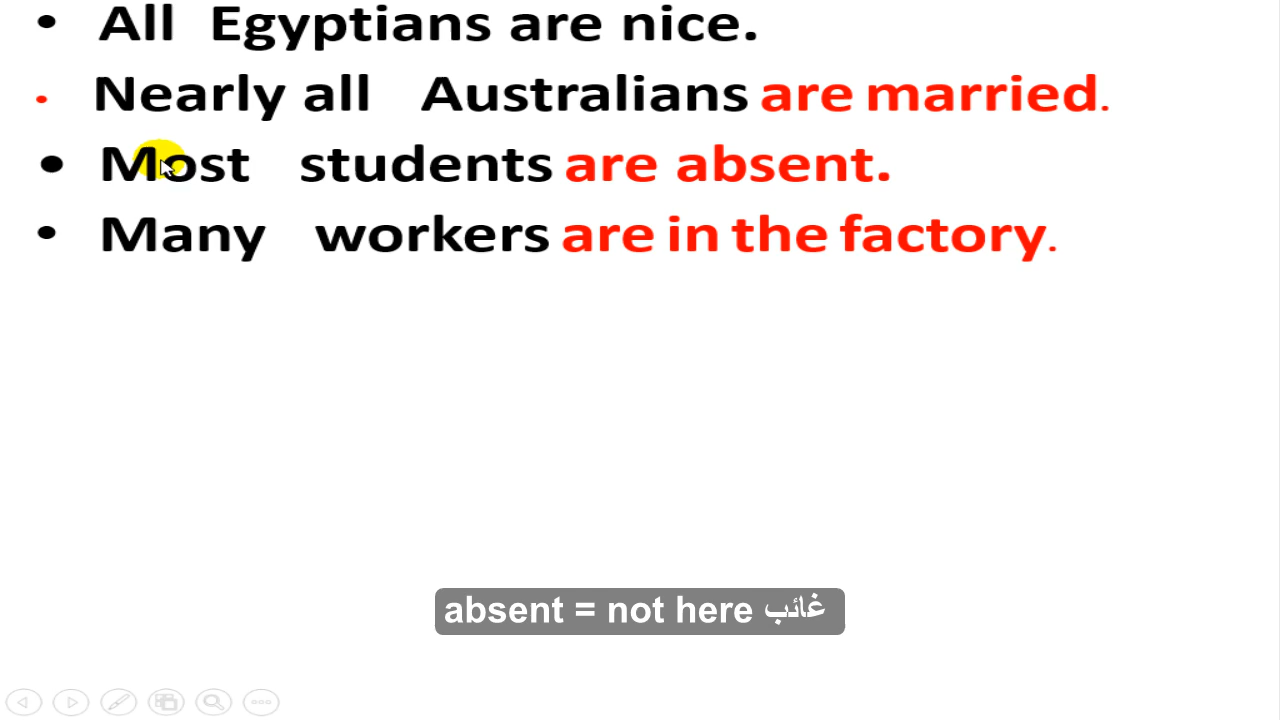 • All Egyptians are nice.
• Nearly all Australians are married.
• Most students are absent.
• Many workers are in the factory.
absent = not here غائب